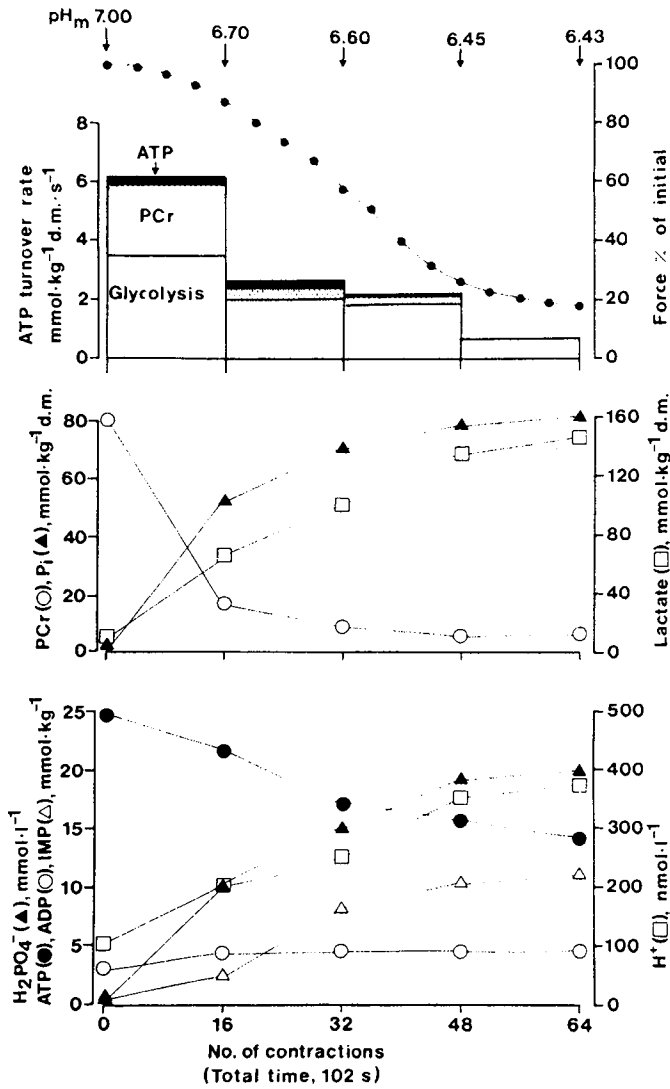 pHm 7.00 6.70 6.60 6.45 6.43
ATP turnover rate
mmol·kg⁻¹ d.m.·s⁻¹
8
6
4
2
0
ATP
PCr
Glycolysis
100
80
60
40
20
0
Force % of initial
PCr(○), Pi(▲), mmol·kg⁻¹ d.m.
80
60
40
20
10
0
160
120
80
40
0
Lactate(□), mmol·kg⁻¹ d.m.
H₂PO₄⁻(▲), mmol·l⁻¹
ATP(●), ADP(○), IMP(△), mmol·kg⁻¹
25
20
15
10
5
0
500
400
300
200
100
0
H⁺(□), nmol·l⁻¹
0 16 32 48 64
No. of contractions
(Total time, 102 s)